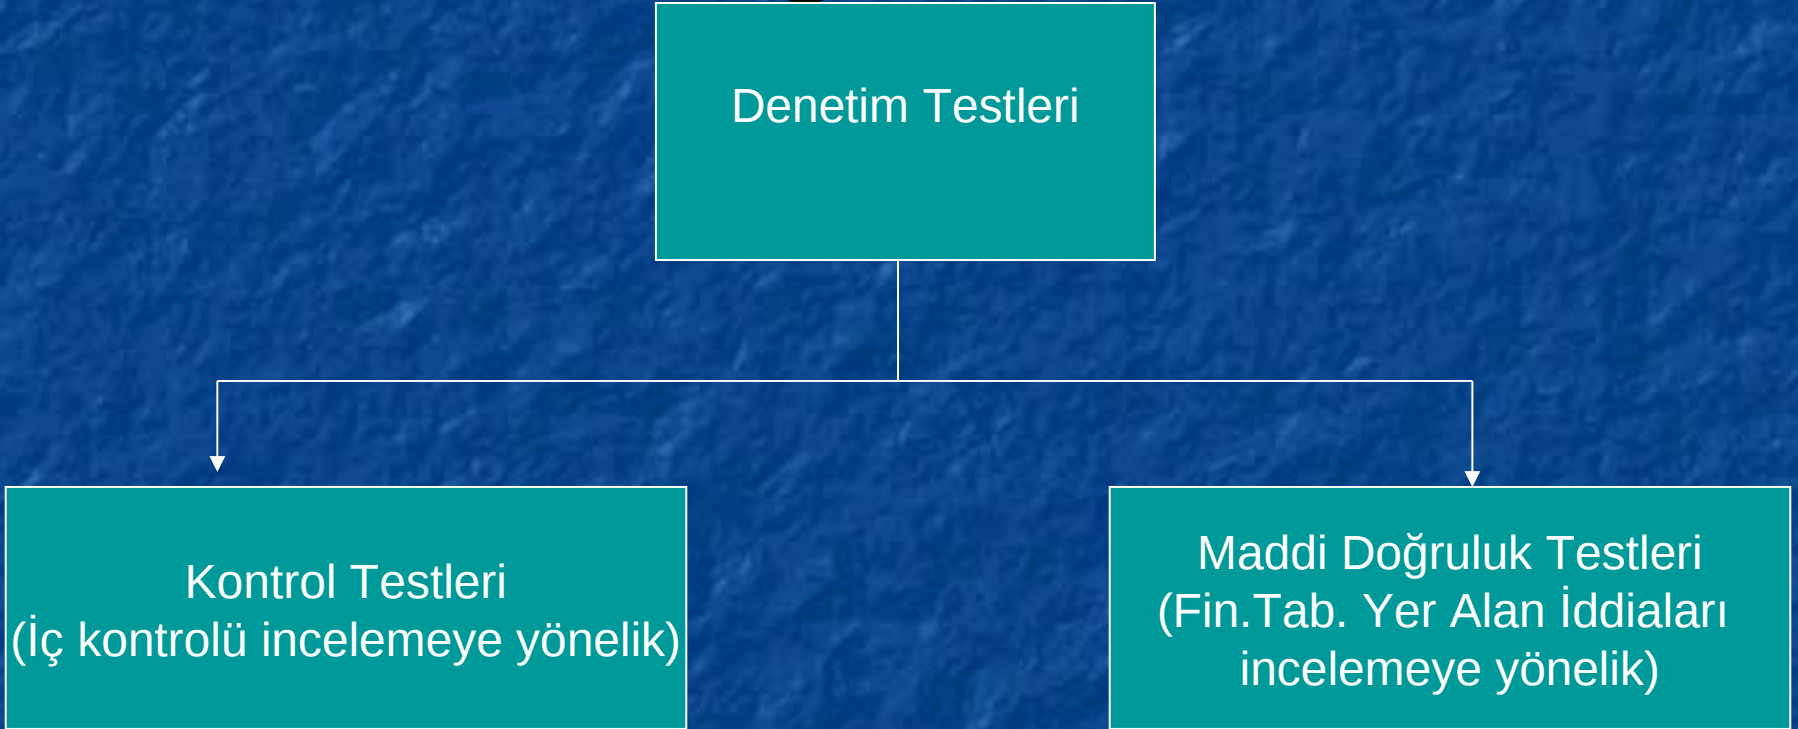 Denetim Testleri
Kontrol Testleri
(İç kontrolü incelemeye yönelik)
Maddi Doğruluk Testleri
(Fin.Tab. Yer Alan İddiaları
incelemeye yönelik)